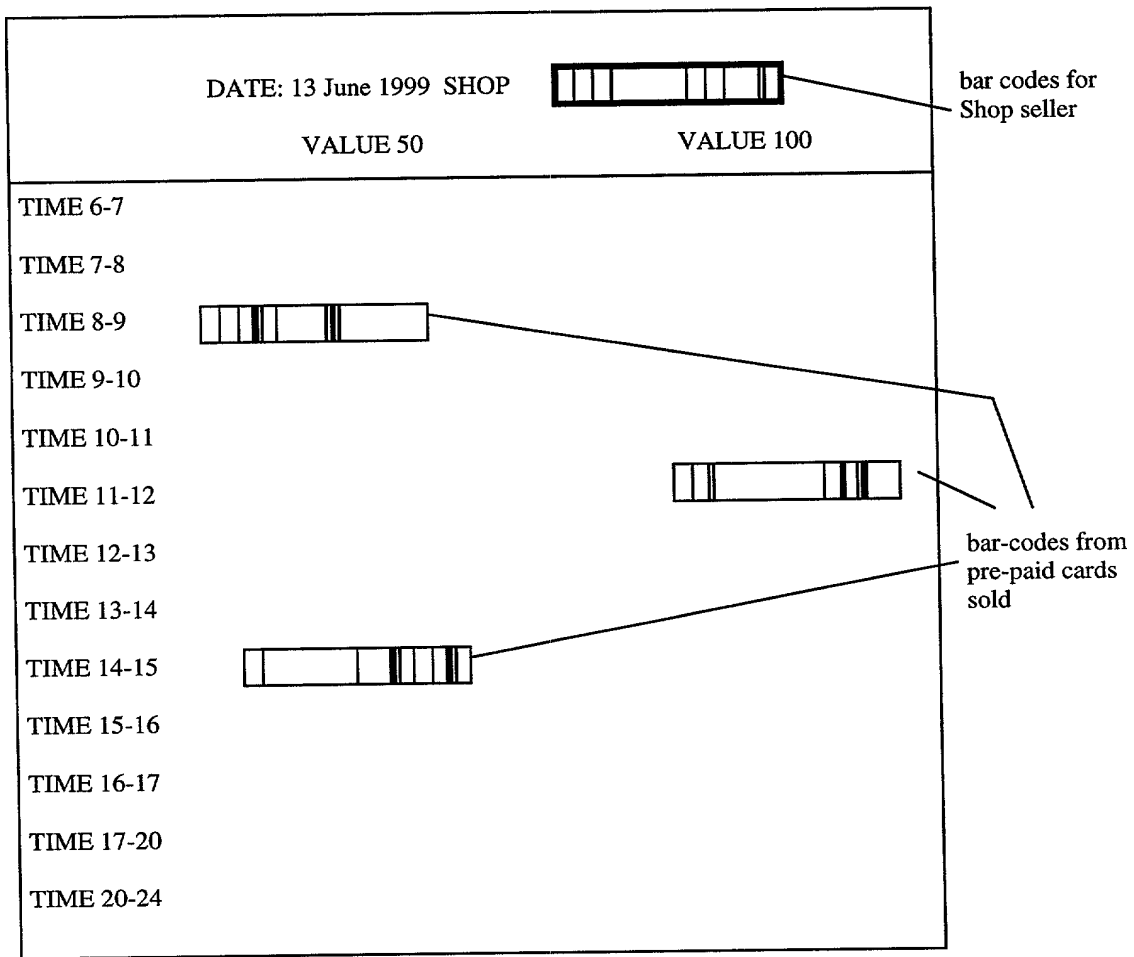 DATE: 13 June 1999 SHOP
bar codes for
Shop seller
VALUE 50 VALUE 100
TIME 6-7
TIME 7-8
TIME 8-9
TIME 9-10
TIME 10-11
TIME 11-12
TIME 12-13
bar-codes from
pre-paid cards
sold
TIME 13-14
TIME 14-15
TIME 15-16
TIME 16-17
TIME 17-20
TIME 20-24